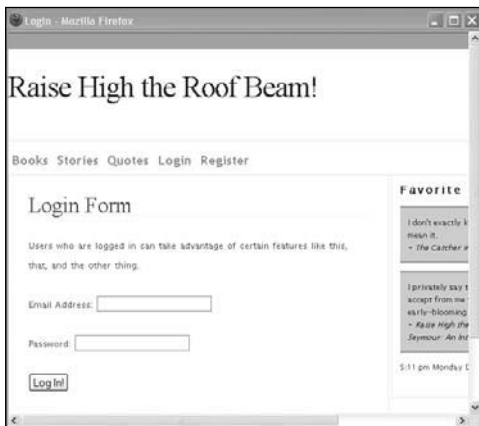 Login - Mozilla Firefox
Raise High the Roof Beam!
Books Stories Quotes Login Register
Login Form
Users who are logged in can take advantage of certain features like this,
that, and the other thing.
Email Address:
Password:
Log In!
Favorite
I don't exactly
mean it.
- The Catcher
I privately say
accept from me
early-blooming
- Raise High the
Seymour: An
5:11 pm Monday